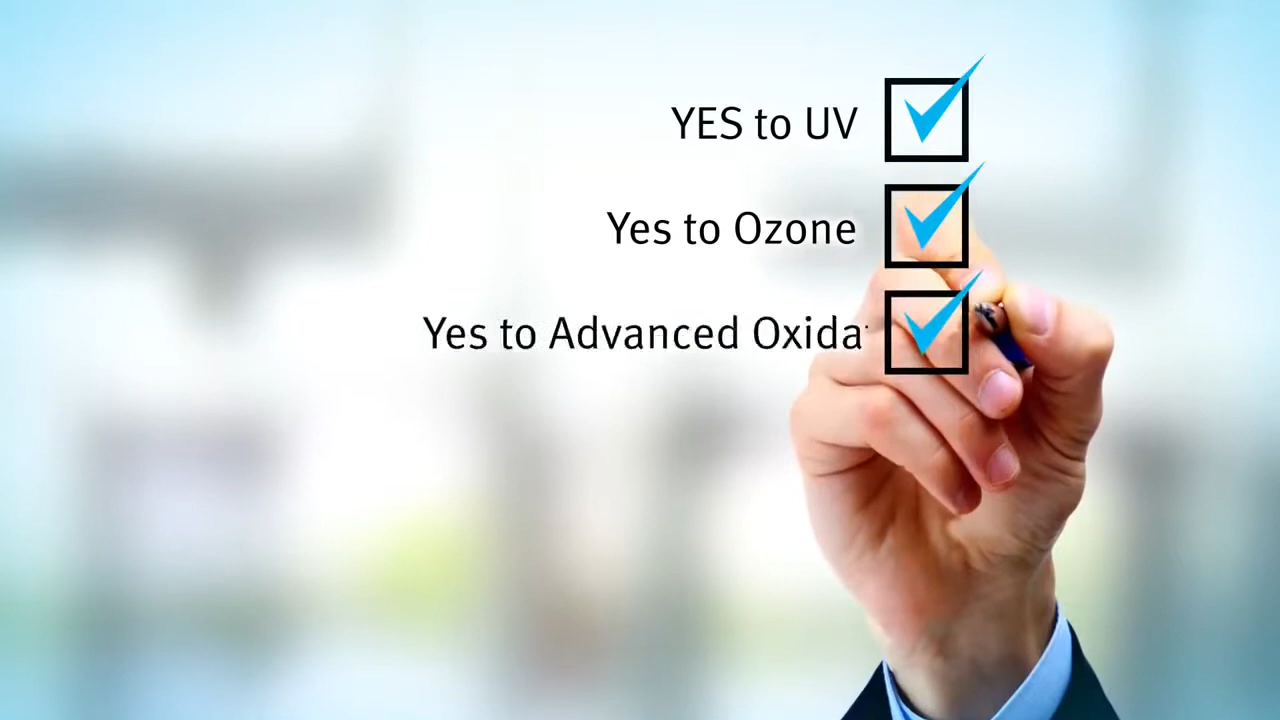 YES to UV
Yes to Ozone
Yes to Advanced Oxida